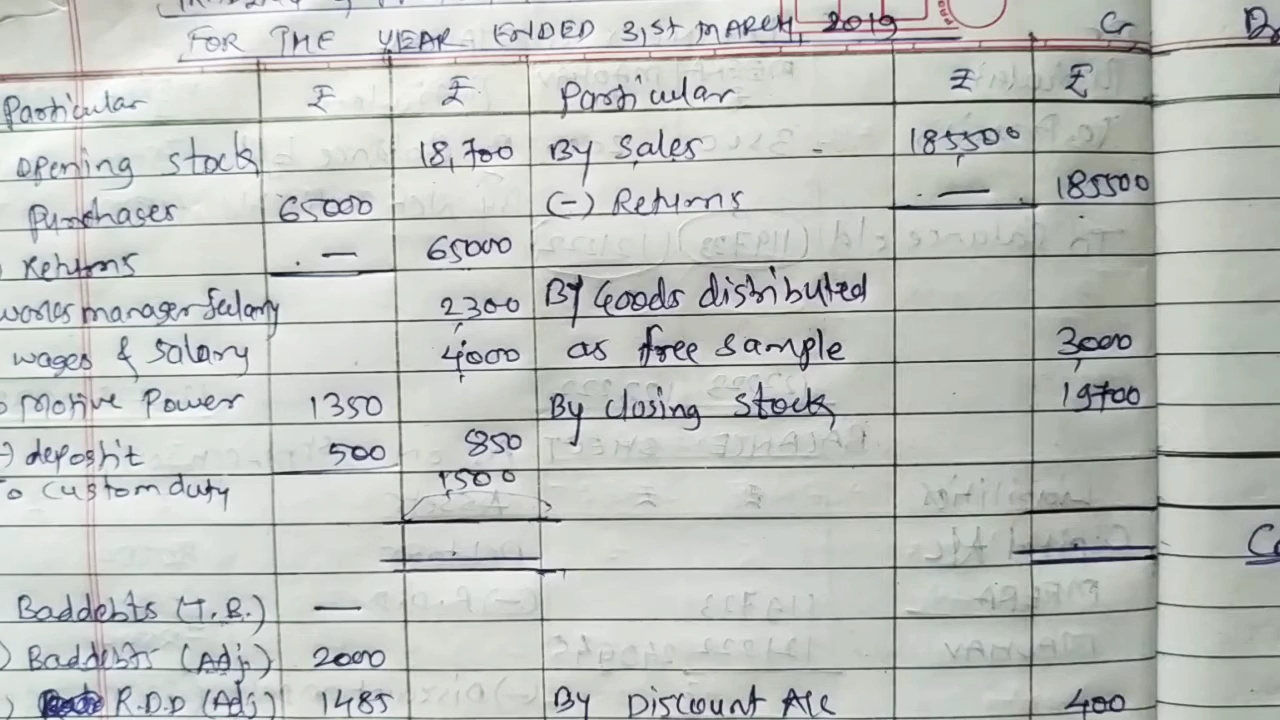 FOR THE YEAR ENDED 31ST MARCH, 2019
Cr
Particular ₹ ₹ Particular ₹ ₹
opening stock 18,700 By Sales 185500
purchases 65000 (-) Returns — 185500
Returns — 65000
works manager Salary 2300 By Goods distributed
wages & Salary 4000 as free sample 3000
Motive Power 1350 By closing stock 19700
deposit 500 850
To custom duty 1500
Baddebts (T.B.) —
Baddebts (Adj) 2000
R.D.D (Adj) 1485 By Discount A/c 400